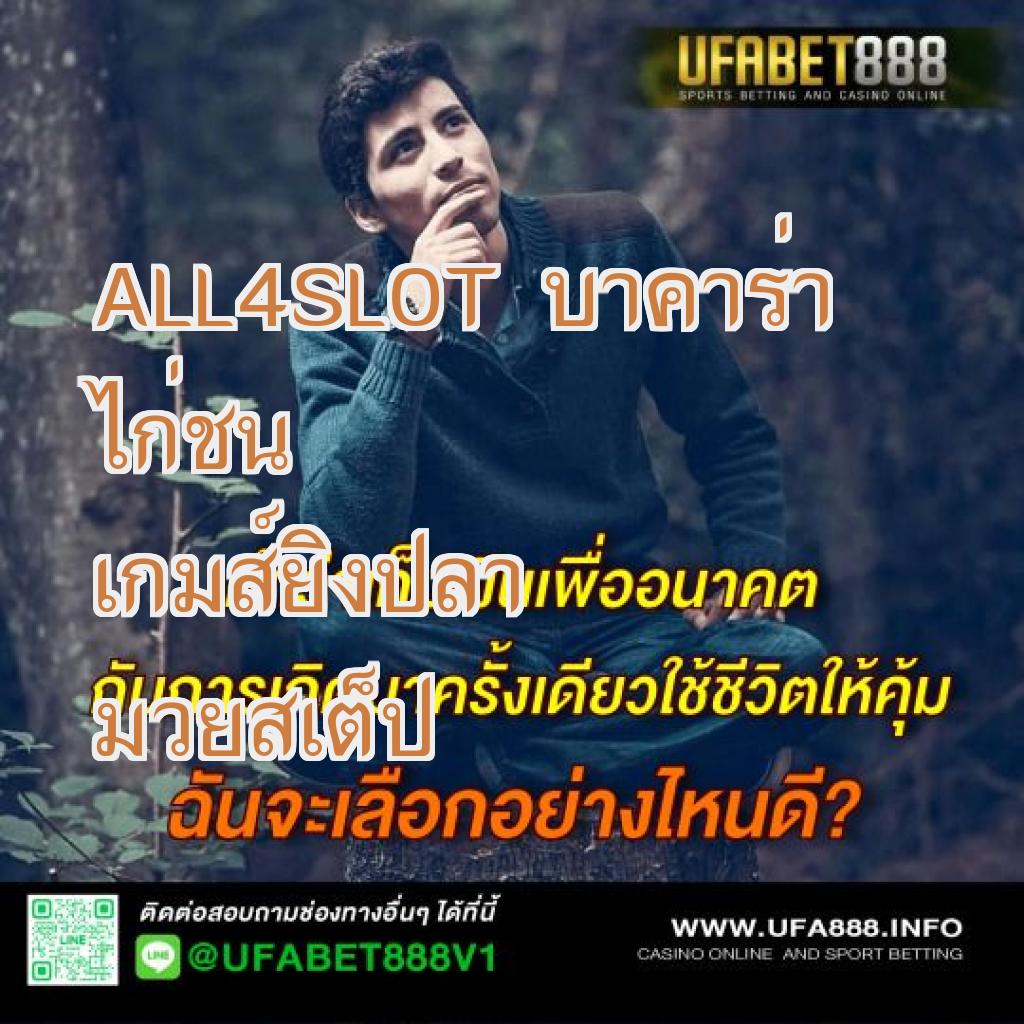 UFABET888
SPORTS BETTING AND CASINO ONLINE
ALL4SLOT บาคาร่า
ไก่ชน
เกมส์ยิงปลา
เพื่ออนาคต
มาครั้งเดียวใช้ชีวิตให้คุ้ม
มวยสเต็ป
ฉันจะเลือกอย่างไหนดี?
ติดต่อสอบถามช่องทางอื่นๆ ได้ที่นี้
LINE
LINE @UFABET888V1
WWW.UFA888.INFO
CASINO ONLINE AND SPORT BETTING